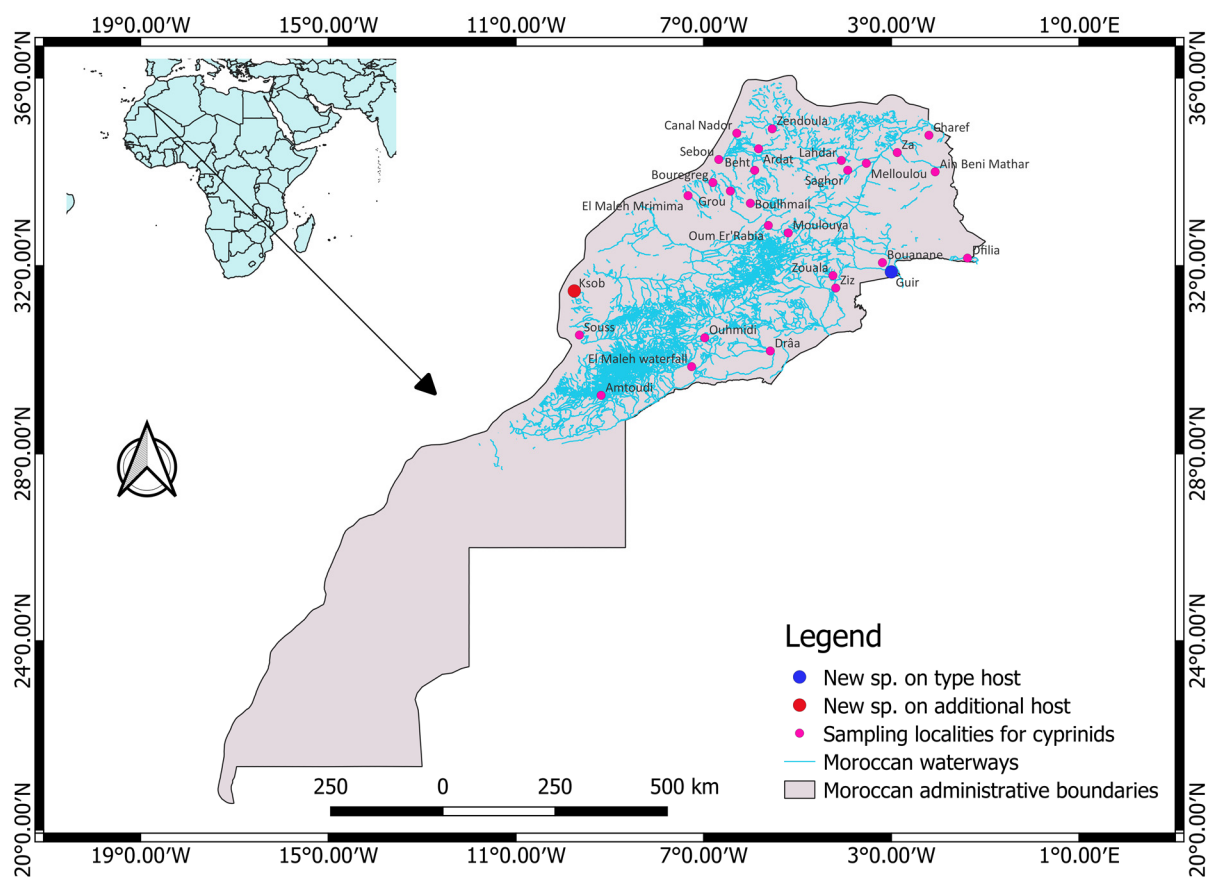 19°0.00′W 15°0.00′W 11°0.00′W 7°0.00′W 3°0.00′W 1°0.00′E
36°0.00′N 36°0.00′N
Canal Nador
Zendoula
Gharef
Sebou
Beht
Ardat
Lahdar
Za
Ain Beni Mathar
Bouregreg
Saghor
Melloulou
El Maleh Mrimima
Grou
Boulhmail
Oum Er'Rabia
Moulouya
32°0.00′N 32°0.00′N
Bouanane
Dfilia
Zouala
Ziz
Guir
Ksob
Souss
Ouhmidi
Drâa
El Maleh waterfall
Amtoudi
28°0.00′N 28°0.00′N
24°0.00′N 24°0.00′N
Legend
New sp. on type host
New sp. on additional host
Sampling localities for cyprinids
Moroccan waterways
Moroccan administrative boundaries
250 0 250 500 km
20°0.00′N 20°0.00′N
19°0.00′W 15°0.00′W 11°0.00′W 7°0.00′W 3°0.00′W 1°0.00′E